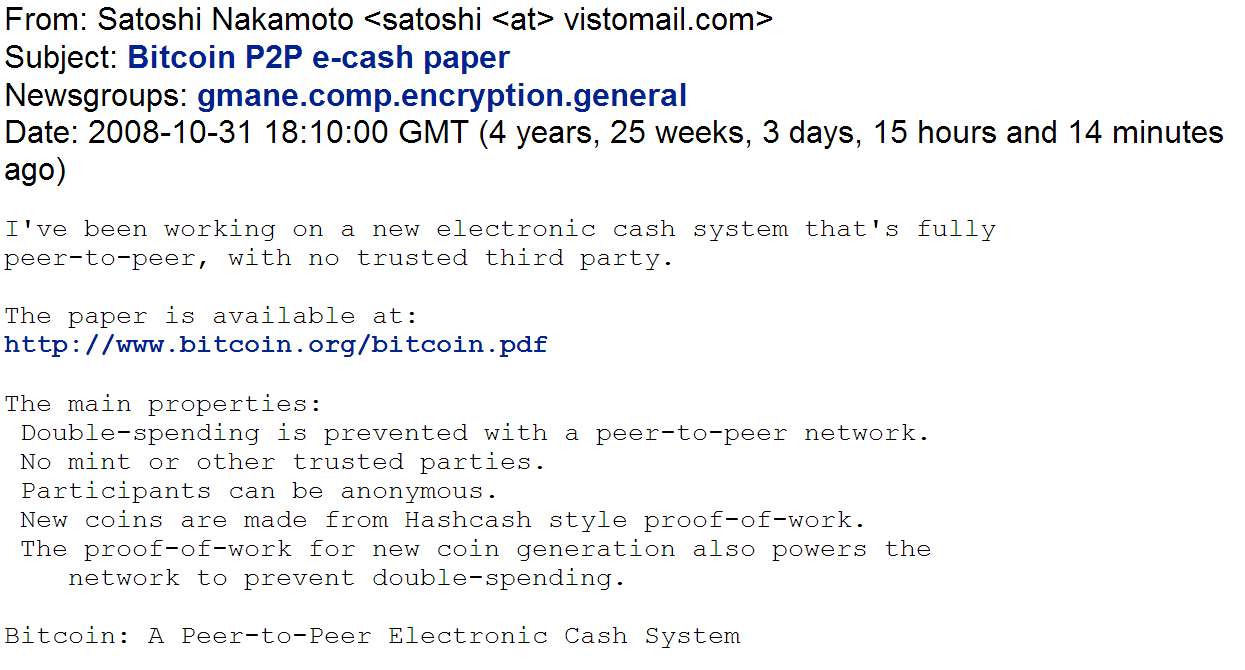 From: Satoshi Nakamoto <satoshi <at> vistomail.com>
Subject: Bitcoin P2P e-cash paper
Newsgroups: gmane.comp.encryption.general
Date: 2008-10-31 18:10:00 GMT (4 years, 25 weeks, 3 days, 15 hours and 14 minutes
ago)
I've been working on a new electronic cash system that's fully
peer-to-peer, with no trusted third party.
The paper is available at:
http://www.bitcoin.org/bitcoin.pdf
The main properties:
Double-spending is prevented with a peer-to-peer network.
No mint or other trusted parties.
Participants can be anonymous.
New coins are made from Hashcash style proof-of-work.
The proof-of-work for new coin generation also powers the
network to prevent double-spending.
Bitcoin: A Peer-to-Peer Electronic Cash System